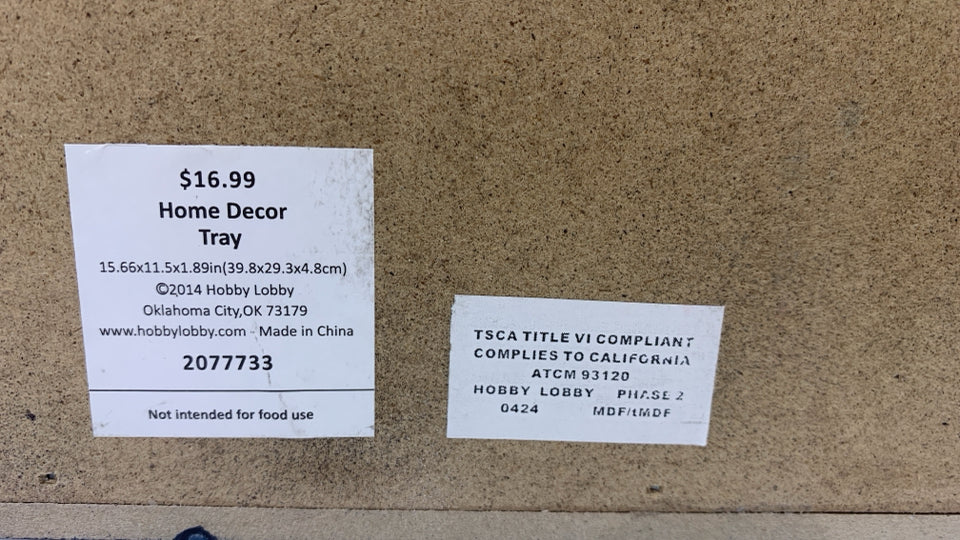 $16.99
Home Decor
Tray
15.66x11.5x1.89in(39.8x29.3x4.8cm)
©2014 Hobby Lobby
Oklahoma City,OK 73179
www.hobbylobby.com - Made in China
2077733
Not intended for food use
TSCA TITLE VI COMPLIANT
COMPLIES TO CALIFORNIA
ATCM 93120
HOBBY LOBBY PHASE 2
0424 MDF/tMDF